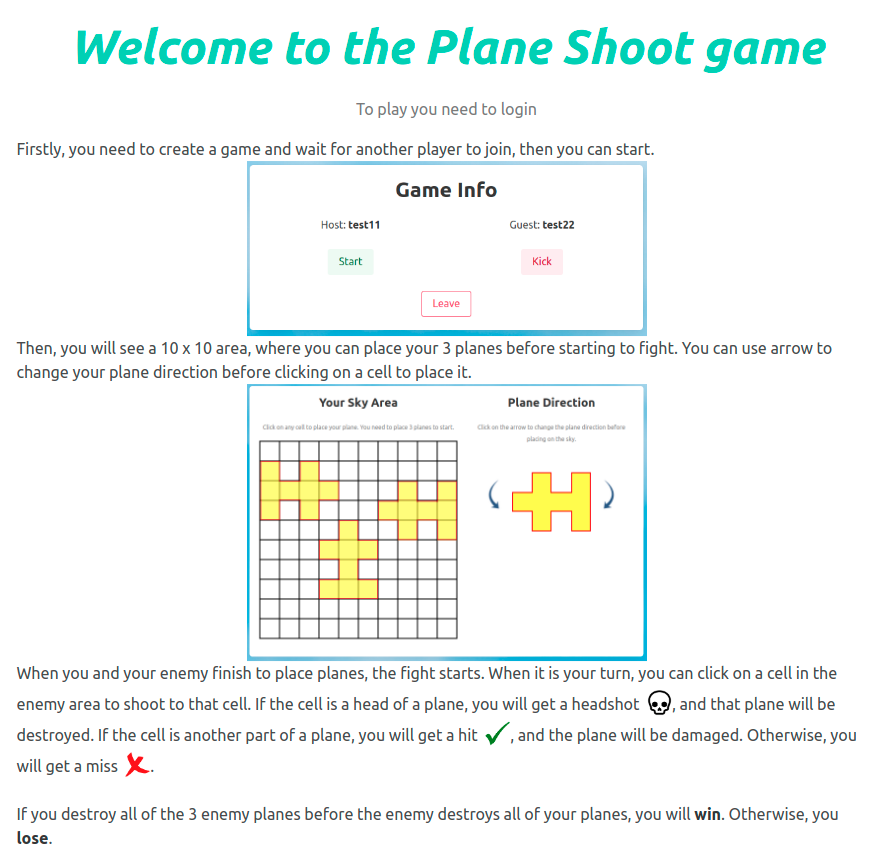 Welcome to the Plane Shoot game
To play you need to login
Firstly, you need to create a game and wait for another player to join, then you can start.
Game Info
Host: test11
Guest: test22
Start
Kick
Leave
Then, you will see a 10 x 10 area, where you can place your 3 planes before starting to fight. You can use arrow to
change your plane direction before clicking on a cell to place it.
Your Sky Area
Plane Direction
Click on any cell to place your plane. You need to place 3 planes to start.
Click on the arrow to change the plane direction before
placing on the sky.
When you and your enemy finish to place planes, the fight starts. When it is your turn, you can click on a cell in the
enemy area to shoot to that cell. If the cell is a head of a plane, you will get a headshot , and that plane will be
destroyed. If the cell is another part of a plane, you will get a hit , and the plane will be damaged. Otherwise, you
will get a miss .
If you destroy all of the 3 enemy planes before the enemy destroys all of your planes, you will win. Otherwise, you
lose.